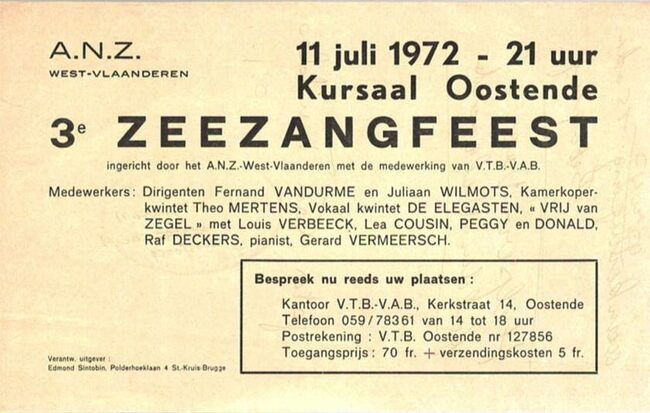 A.N.Z.
WEST-VLAANDEREN
11 juli 1972 - 21 uur
Kursaal Oostende
3e ZEEZANGFEEST
ingericht door het A.N.Z.-West-Vlaanderen met de medewerking van V.T.B.-V.A.B.
Medewerkers: Dirigenten Fernand VANDURME en Juliaan WILMOTS, Kamerkoper-
kwintet Theo MERTENS, Vokaal kwintet DE ELEGASTEN, « VRIJ van
ZEGEL » met Louis VERBEECK, Lea COUSIN, PEGGY en DONALD,
Raf DECKERS, pianist, Gerard VERMEERSCH.
Bespreek nu reeds uw plaatsen :
Kantoor V.T.B.-V.A.B., Kerkstraat 14, Oostende
Telefoon 059/78361 van 14 tot 18 uur
Postrekening : V.T.B. Oostende nr 127856
Toegangsprijs : 70 fr. + verzendingskosten 5 fr.
Verantw. uitgever :
Edmond Sintobin, Polderhoeklaan 4 St.-Kruis-Brugge